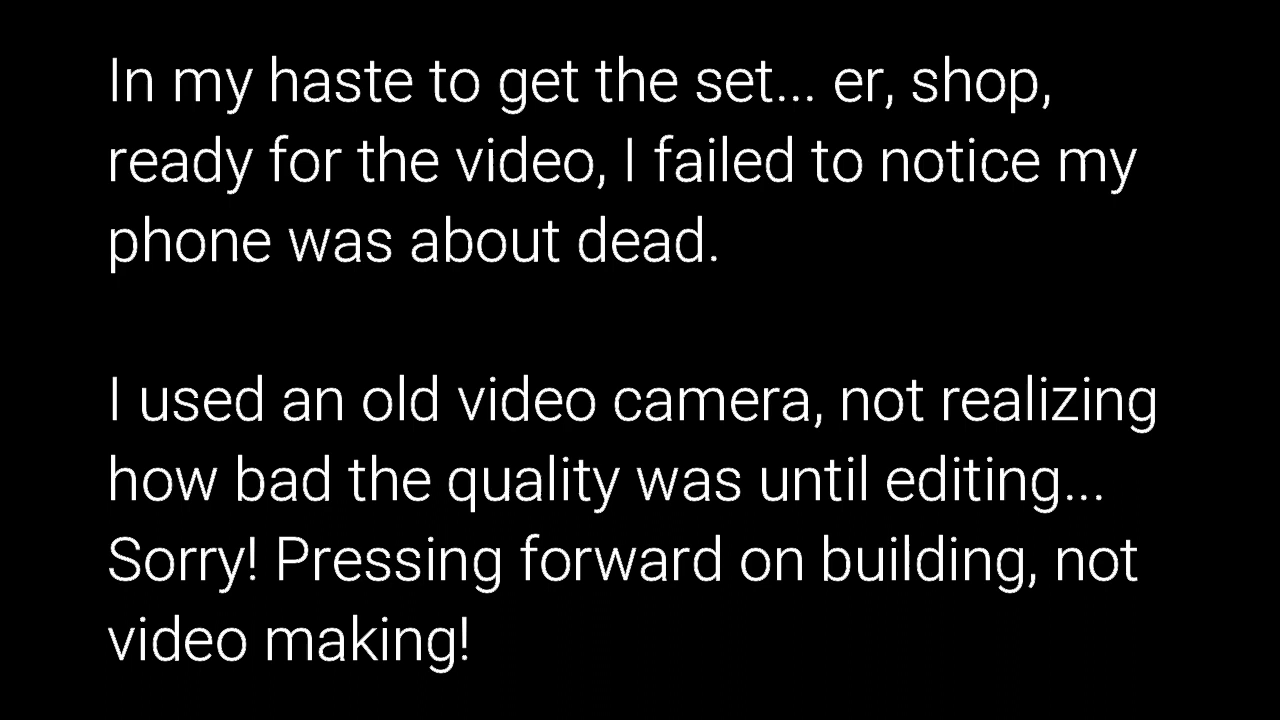 In my haste to get the set... er, shop,
ready for the video, I failed to notice my
phone was about dead.
I used an old video camera, not realizing
how bad the quality was until editing...
Sorry! Pressing forward on building, not
video making!